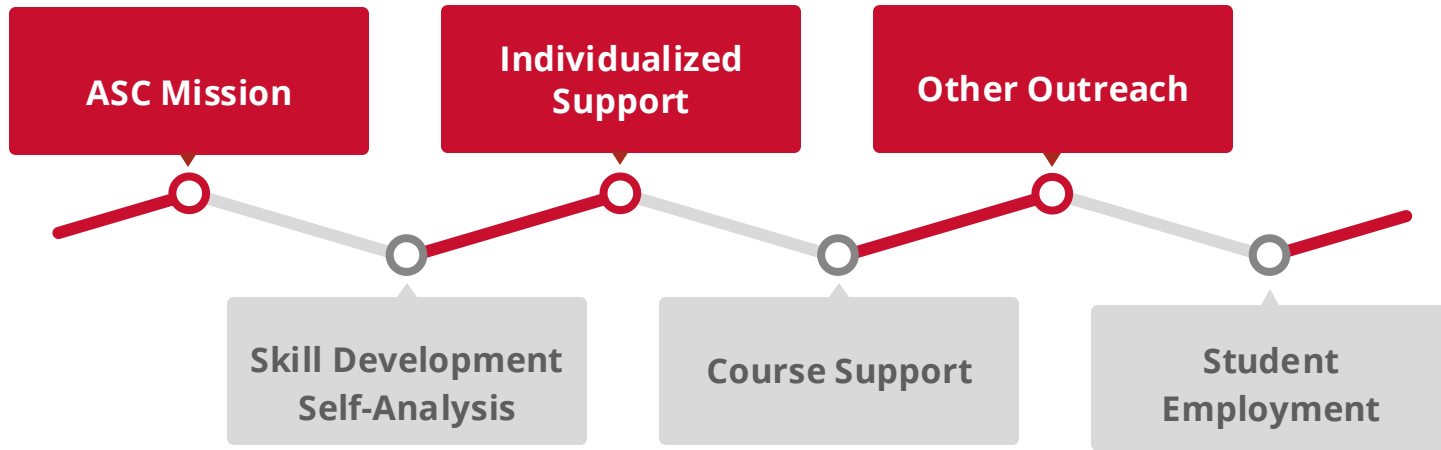 ASC Mission
Skill Development
Self-Analysis
Individualized
Support
Course Support
Other Outreach
Student
Employment